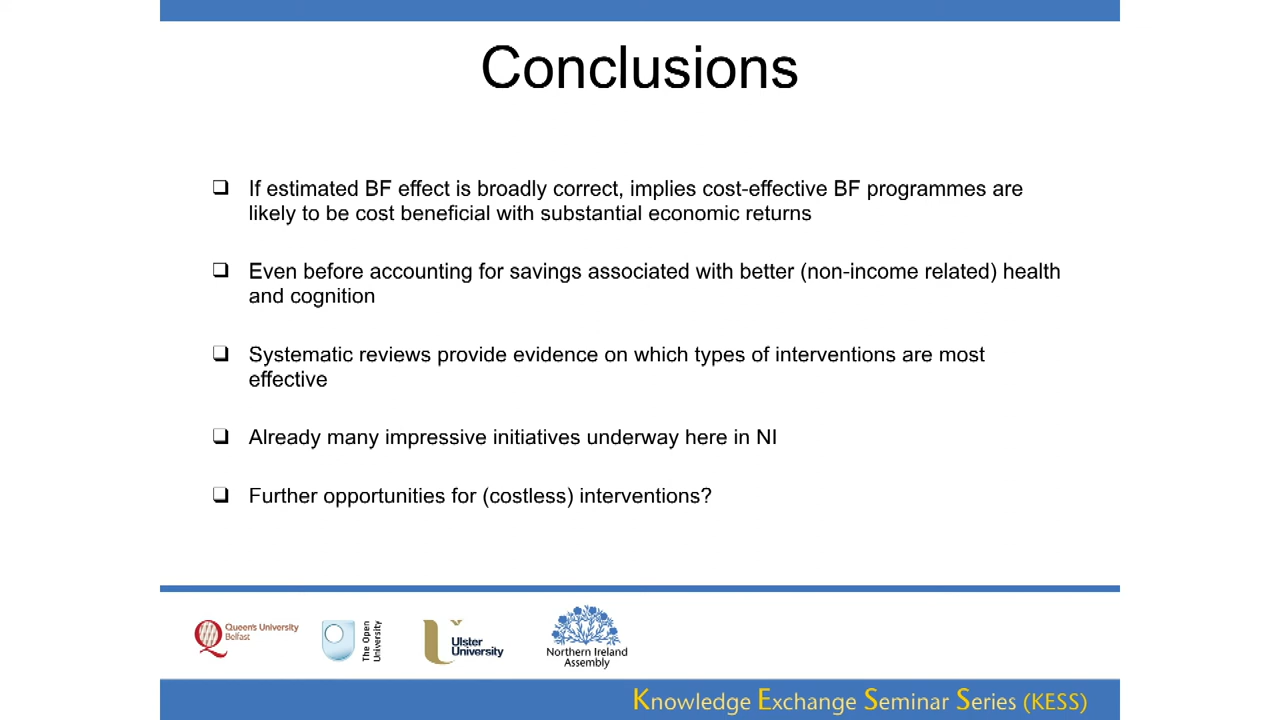 Conclusions
❑ If estimated BF effect is broadly correct, implies cost-effective BF programmes are
likely to be cost beneficial with substantial economic returns
❑ Even before accounting for savings associated with better (non-income related) health
and cognition
❑ Systematic reviews provide evidence on which types of interventions are most
effective
❑ Already many impressive initiatives underway here in NI
❑ Further opportunities for (costless) interventions?
Queen's University
Belfast
The Open
University
Ulster
University
Northern Ireland
Assembly
Knowledge Exchange Seminar Series (KESS)